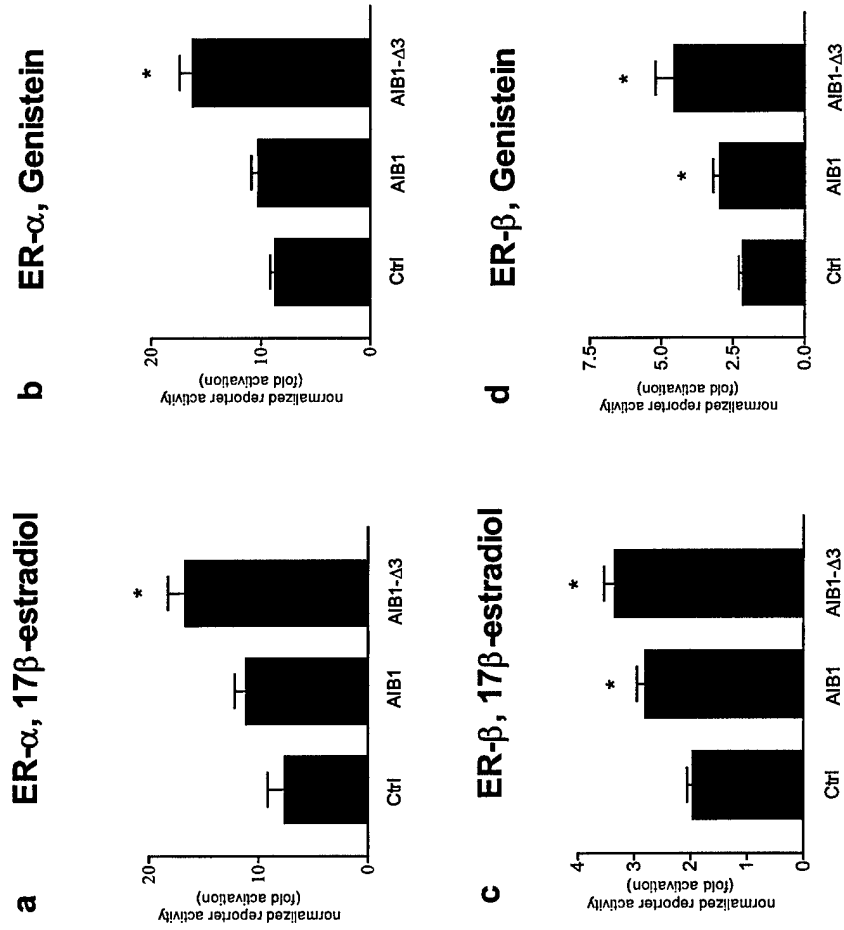 a ER-α, 17β-estradiol
normalized reporter activity
(fold activation)
20
10
0
Ctrl AIB1 AIB1-Δ3
*
b ER-α, Genistein
normalized reporter activity
(fold activation)
20
10
0
Ctrl AIB1 AIB1-Δ3
*
c ER-β, 17β-estradiol
normalized reporter activity
(fold activation)
4
3
2
1
0
Ctrl AIB1 AIB1-Δ3
* *
d ER-β, Genistein
normalized reporter activity
(fold activation)
7.5
5.0
2.5
0.0
Ctrl AIB1 AIB1-Δ3
* *